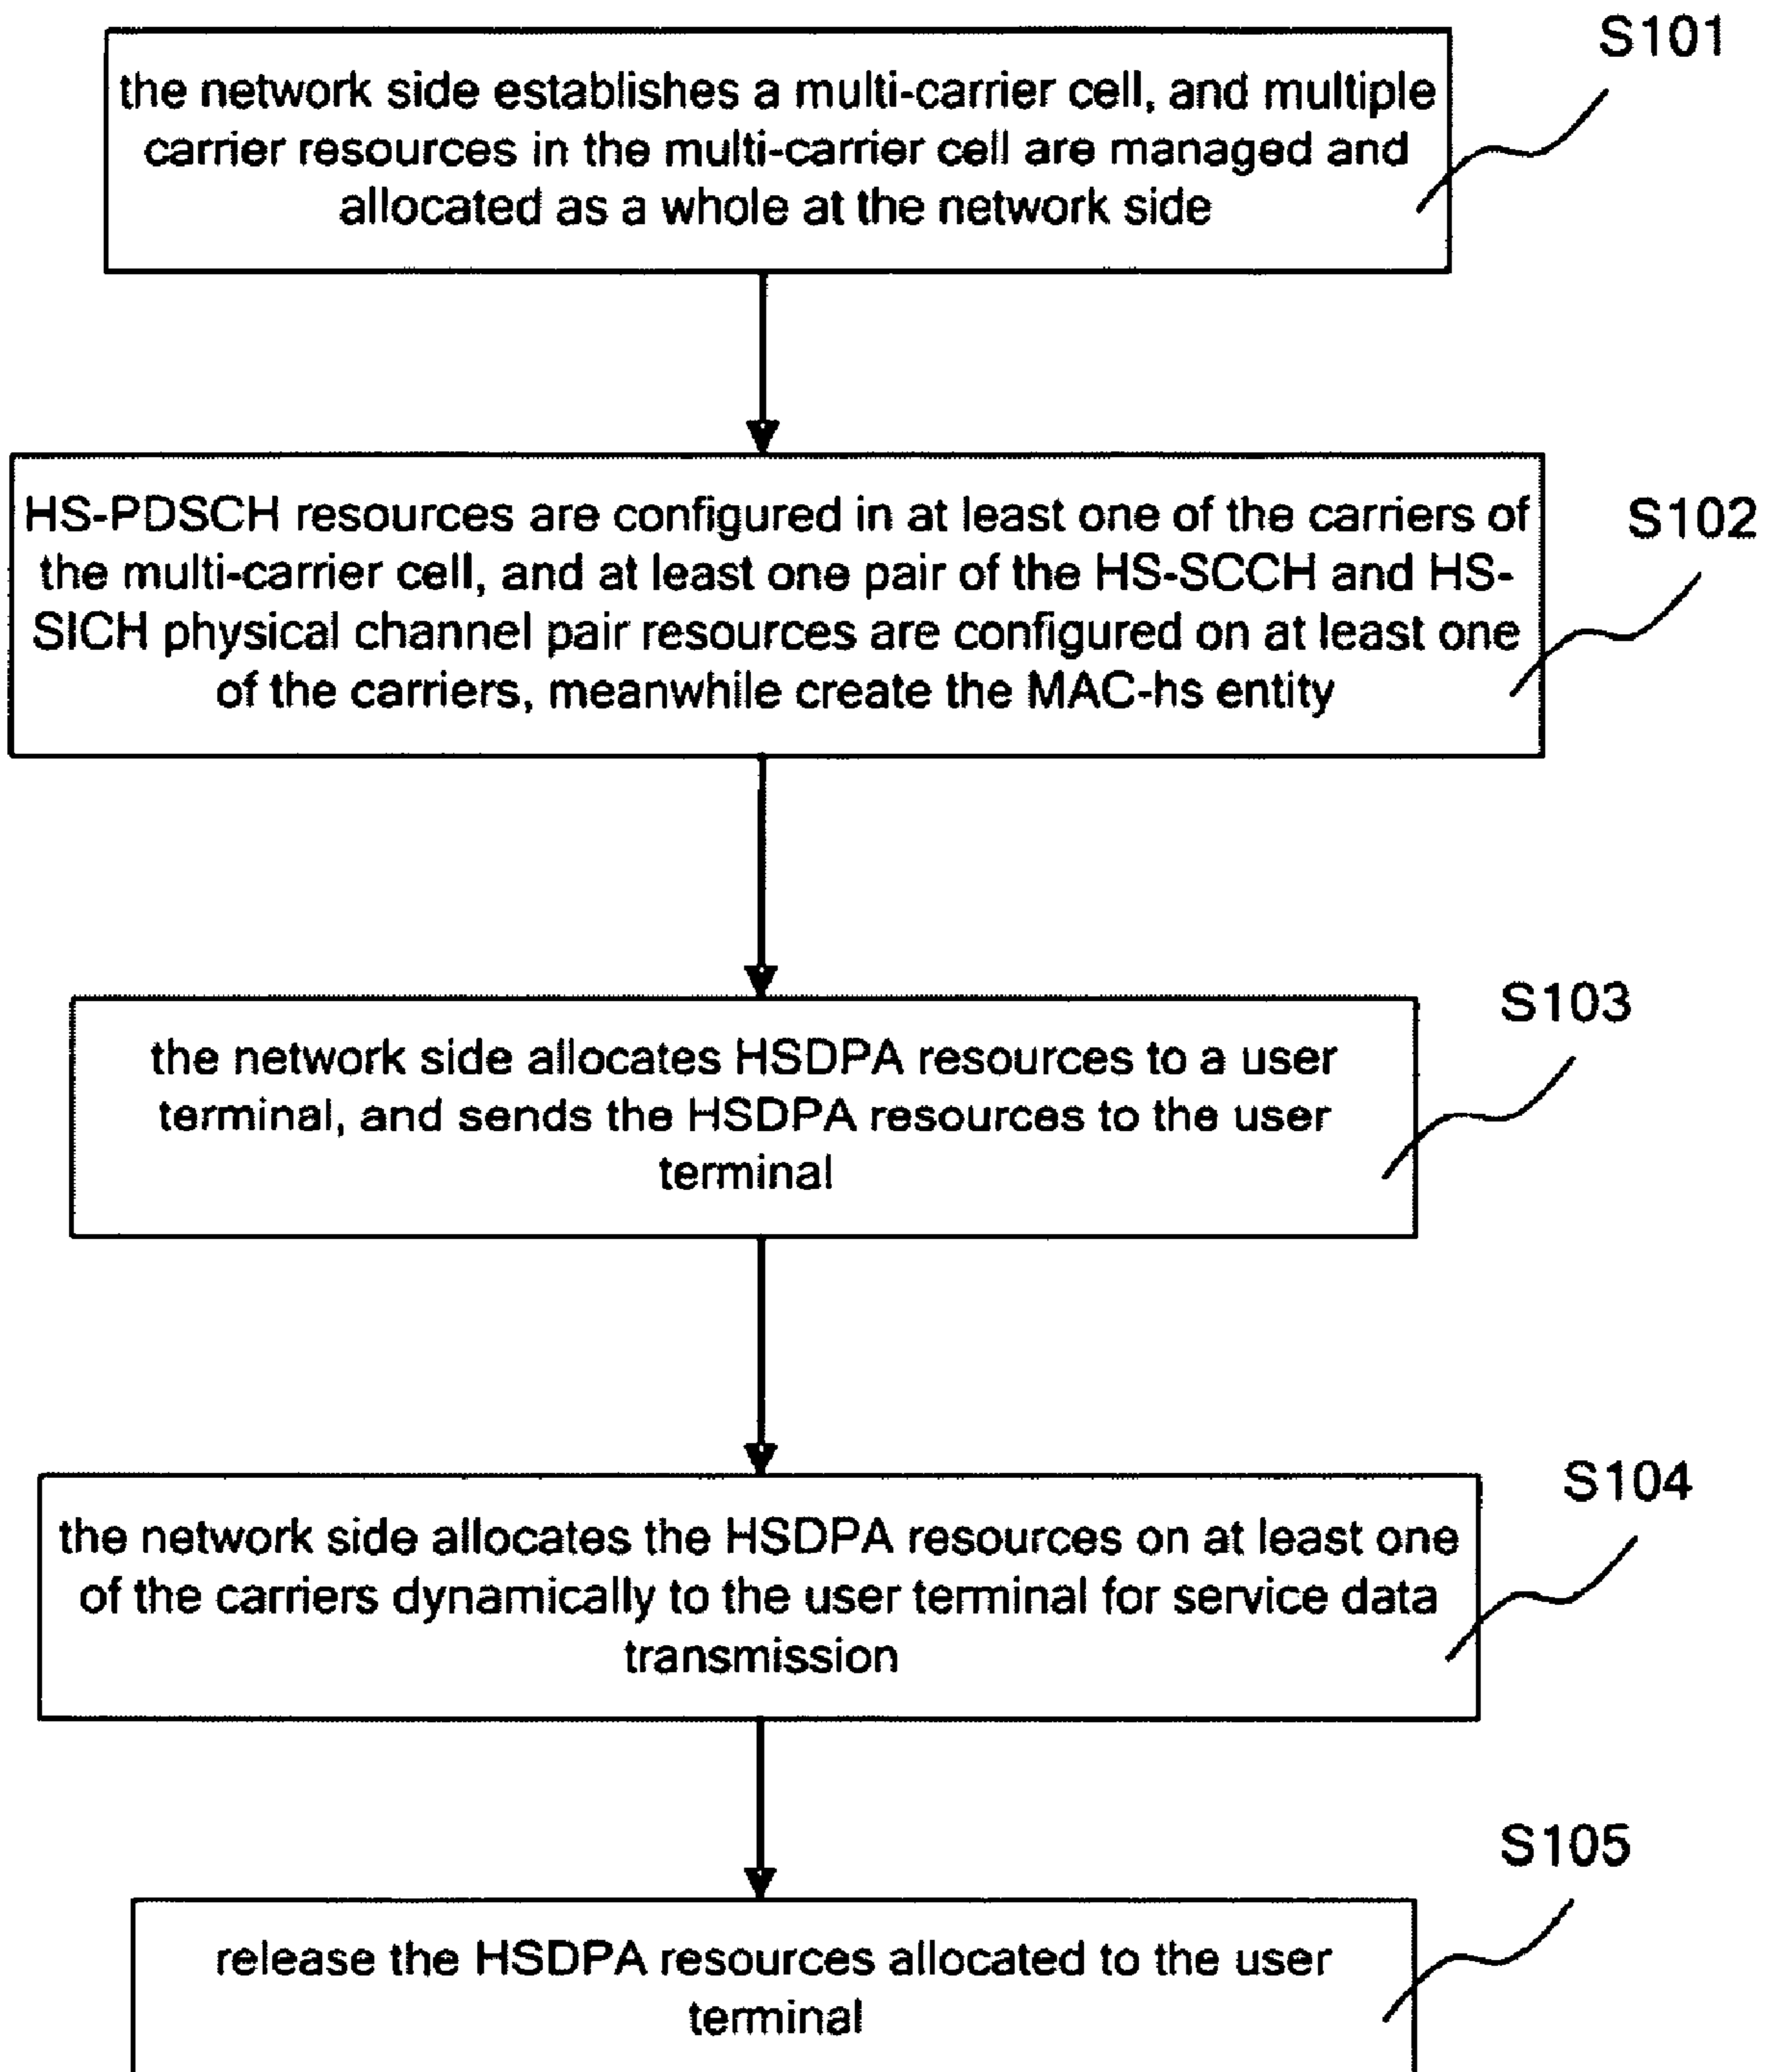 S101
the network side establishes a multi-carrier cell, and multiple
carrier resources in the multi-carrier cell are managed and
allocated as a whole at the network side
S102
HS-PDSCH resources are configured in at least one of the carriers of
the multi-carrier cell, and at least one pair of the HS-SCCH and HS-
SICH physical channel pair resources are configured on at least one
of the carriers, meanwhile create the MAC-hs entity
S103
the network side allocates HSDPA resources to a user
terminal, and sends the HSDPA resources to the user
terminal
S104
the network side allocates the HSDPA resources on at least one
of the carriers dynamically to the user terminal for service data
transmission
S105
release the HSDPA resources allocated to the user
terminal